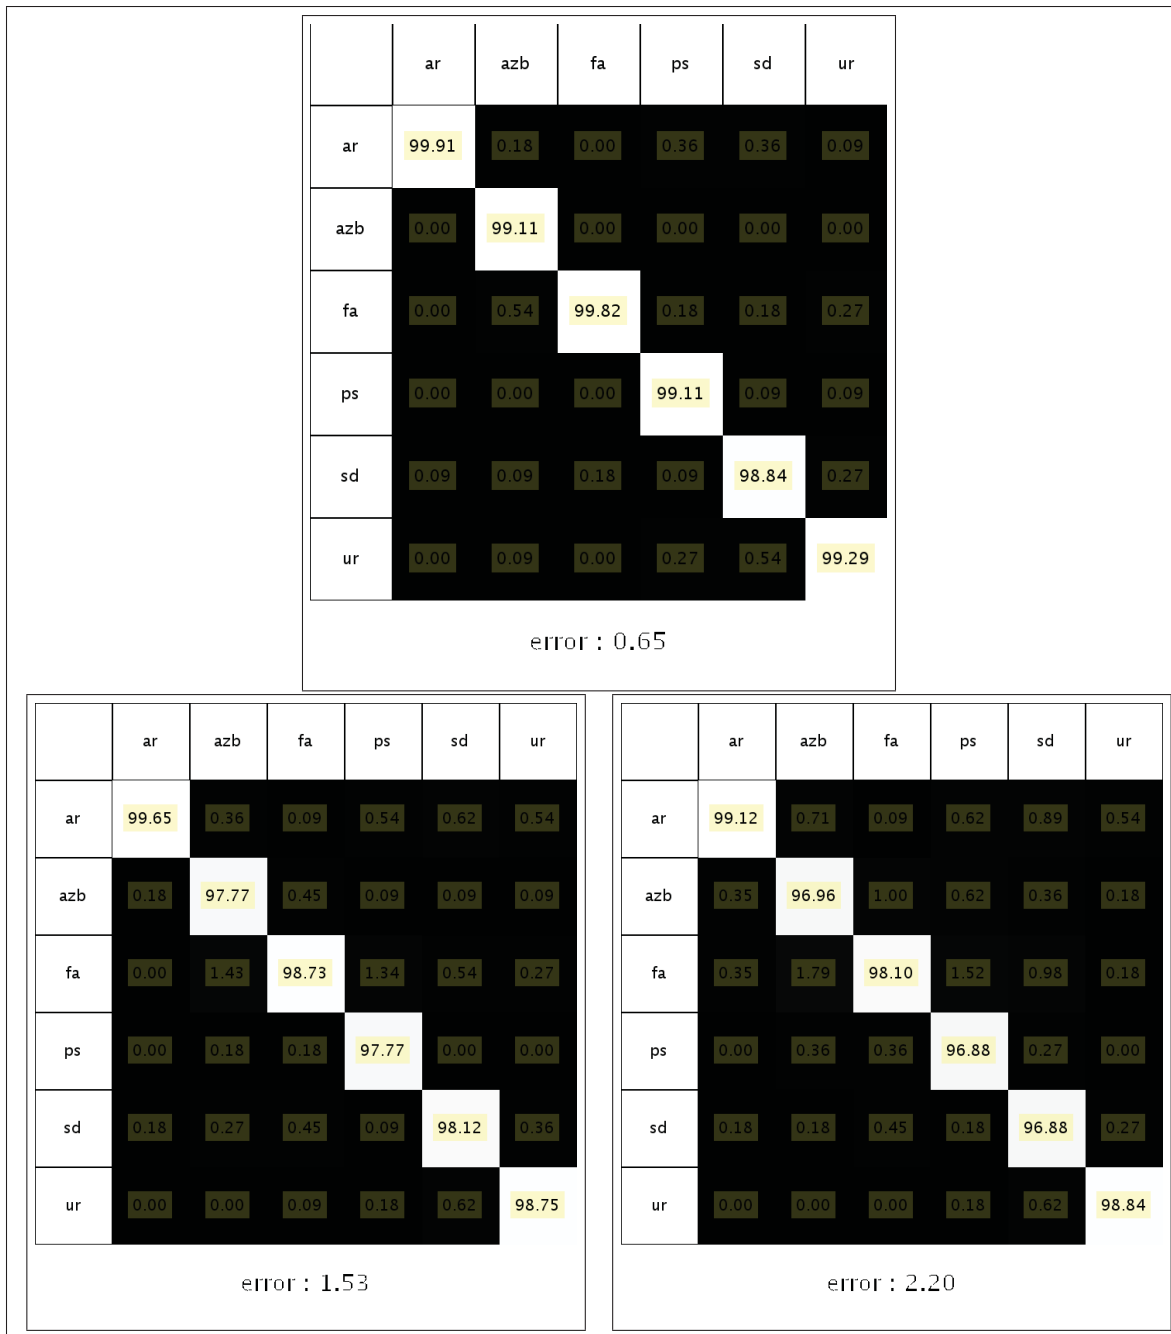 ar azb fa ps sd ur
ar 99.91 0.18 0.00 0.36 0.36 0.09
azb 0.00 99.11 0.00 0.00 0.00 0.00
fa 0.00 0.54 99.82 0.18 0.18 0.27
ps 0.00 0.00 0.00 99.11 0.09 0.09
sd 0.09 0.09 0.18 0.09 98.84 0.27
ur 0.00 0.09 0.00 0.27 0.54 99.29
error : 0.65
ar azb fa ps sd ur
ar 99.65 0.36 0.09 0.54 0.62 0.54
azb 0.18 97.77 0.45 0.09 0.09 0.09
fa 0.00 1.43 98.73 1.34 0.54 0.27
ps 0.00 0.18 0.18 97.77 0.00 0.00
sd 0.18 0.27 0.45 0.09 98.12 0.36
ur 0.00 0.00 0.09 0.18 0.62 98.75
error : 1.53
ar azb fa ps sd ur
ar 99.12 0.71 0.09 0.62 0.89 0.54
azb 0.35 96.96 1.00 0.62 0.36 0.18
fa 0.35 1.79 98.10 1.52 0.98 0.18
ps 0.00 0.36 0.36 96.88 0.27 0.00
sd 0.18 0.18 0.45 0.18 96.88 0.27
ur 0.00 0.00 0.00 0.18 0.62 98.84
error : 2.20